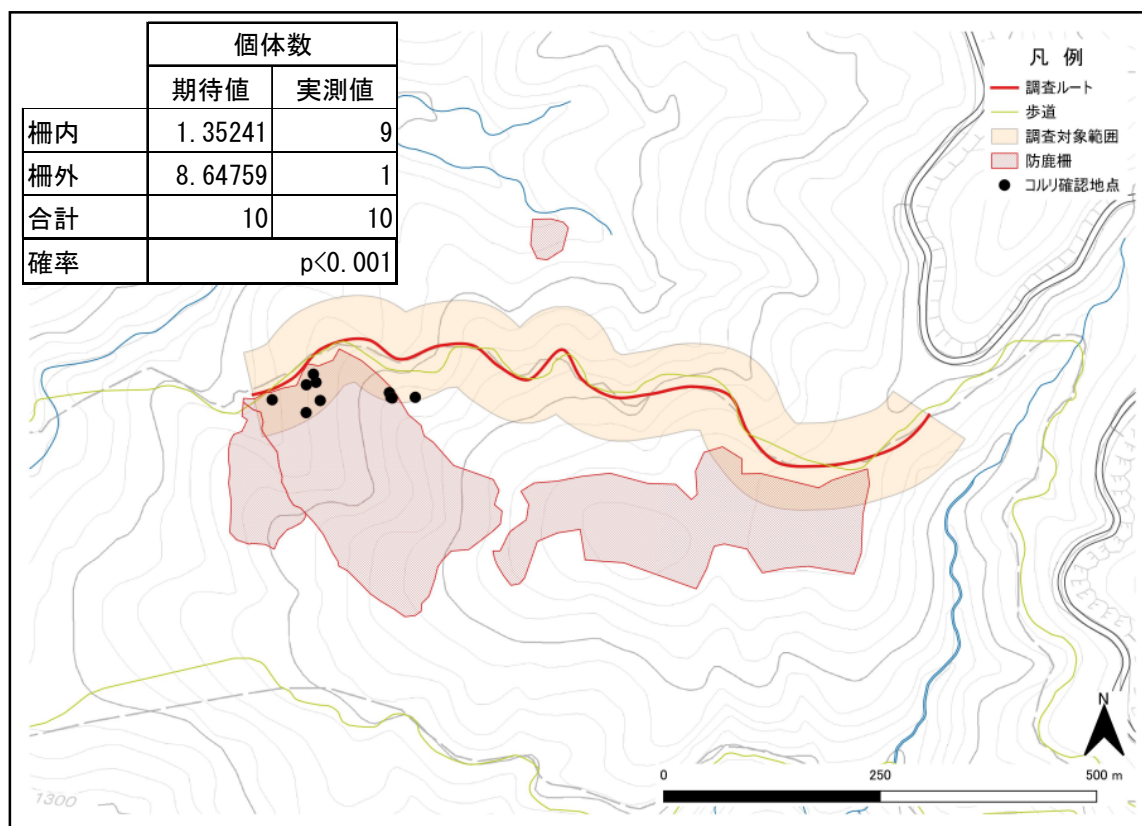 個体数
期待値 実測値
柵内 1.35241 9
柵外 8.64759 1
合計 10 10
確率 p<0.001
凡 例
調査ルート
歩道
調査対象範囲
防鹿柵
コルリ確認地点
N
0 250 500 m
1300